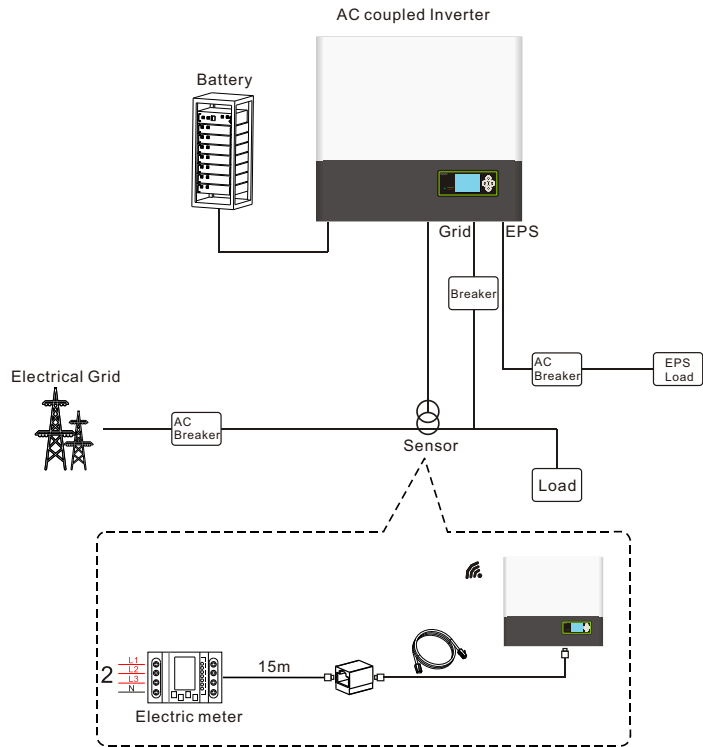 AC coupled Inverter
Battery
Grid
EPS
Breaker
AC
Breaker
EPS
Load
Electrical Grid
AC
Breaker
Sensor
Load
2
L1
L2
L3
N
15m
Electric meter